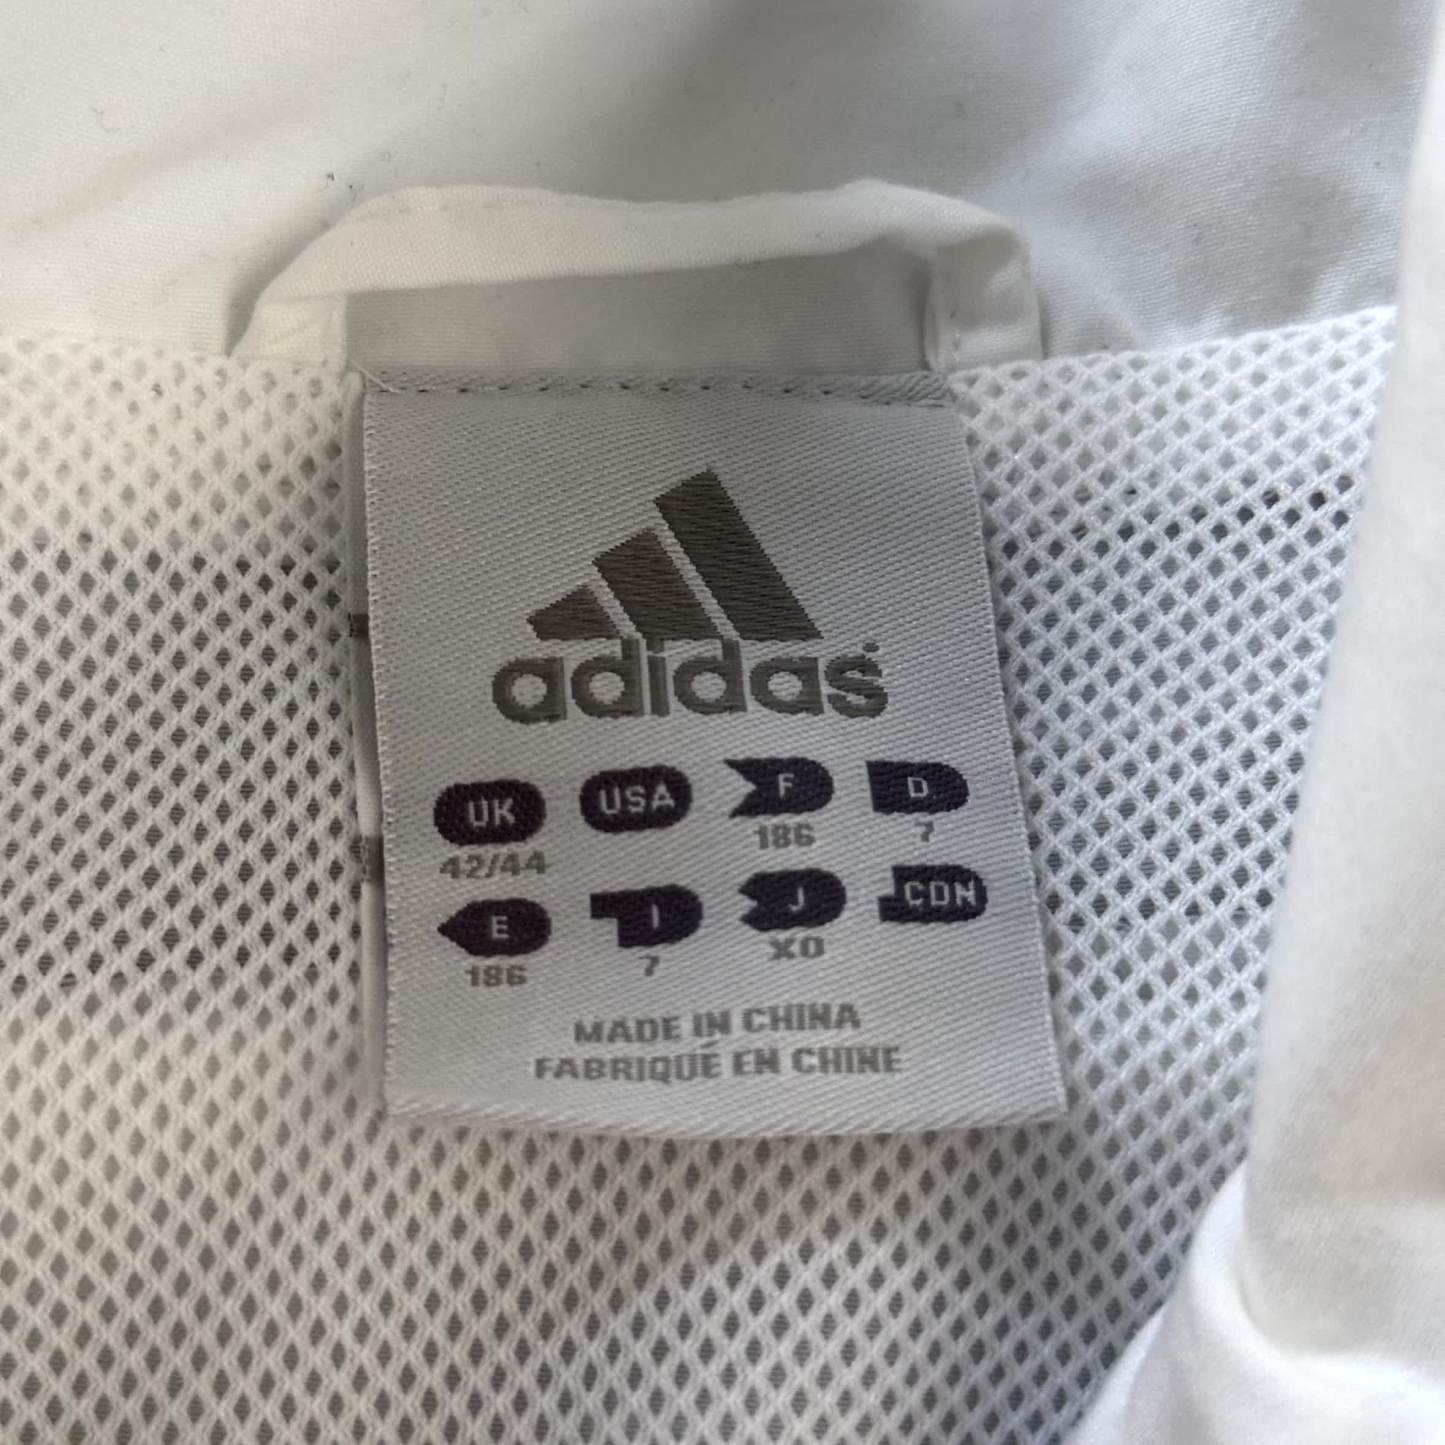 adidas®
UK USA F D
42/44 186 7
E I J CDN
186 7 XO
MADE IN CHINA
FABRIQUÉ EN CHINE